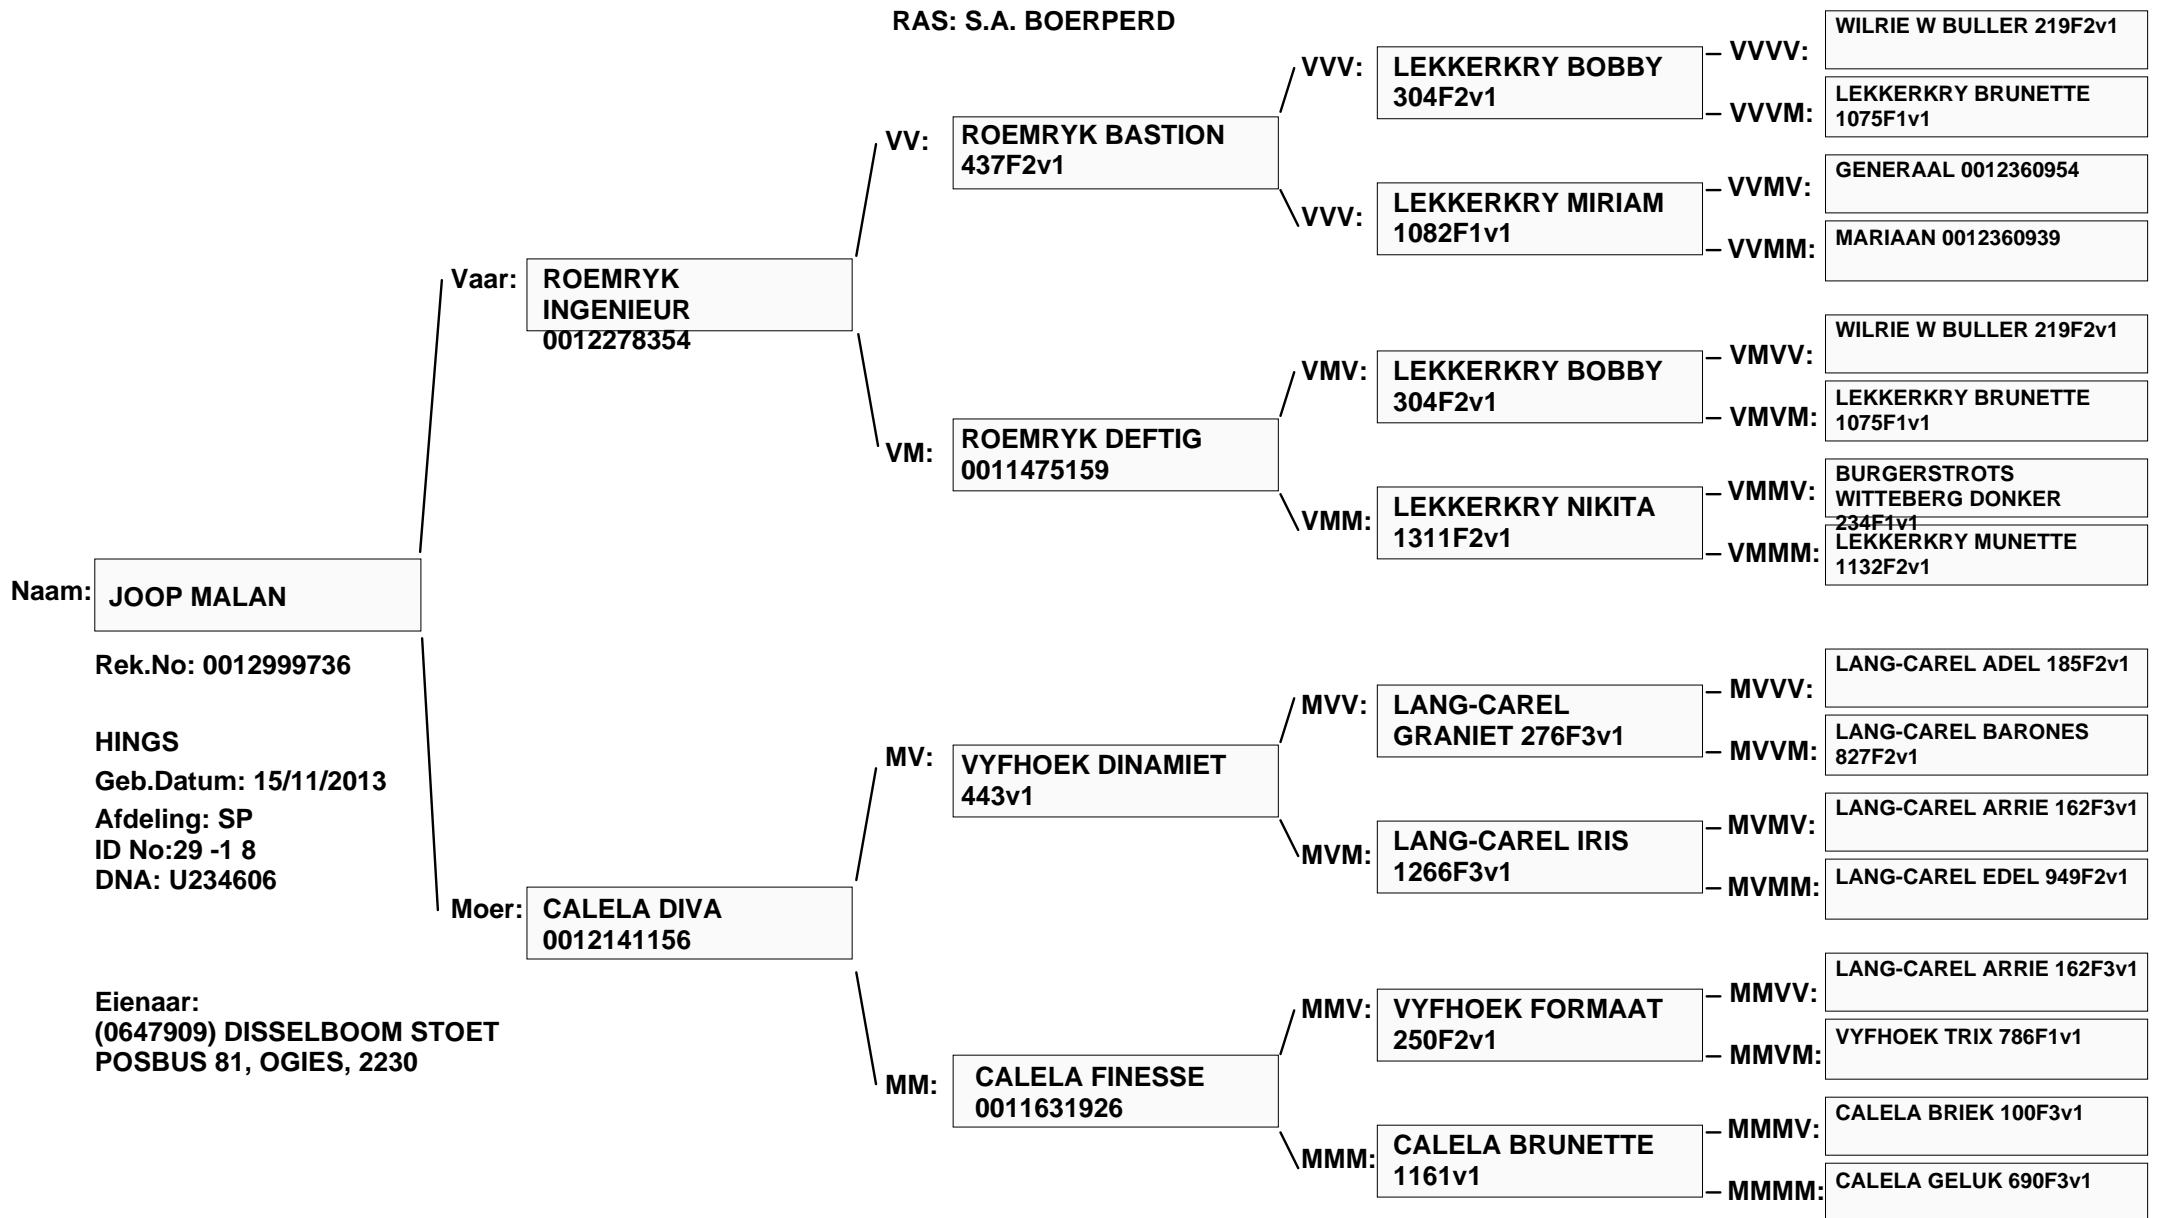 RAS: S.A. BOERPERD
Naam:
JOOP MALAN
Rek.No: 0012999736
HINGS
Geb.Datum: 15/11/2013
Afdeling: SP
ID No:29 -1 8
DNA: U234606
Eienaar:
(0647909) DISSELBOOM STOET
POSBUS 81, OGIES, 2230
Vaar:
ROEMRYK
INGENIEUR
0012278354
Moer:
CALELA DIVA
0012141156
VV:
ROEMRYK BASTION
437F2v1
VM:
ROEMRYK DEFTIG
0011475159
MV:
VYFHOEK DINAMIET
443v1
MM:
CALELA FINESSE
0011631926
VVV:
LEKKERKRY BOBBY
304F2v1
VVV:
LEKKERKRY MIRIAM
1082F1v1
VMV:
LEKKERKRY BOBBY
304F2v1
VMM:
LEKKERKRY NIKITA
1311F2v1
MVV:
LANG-CAREL
GRANIET 276F3v1
MVM:
LANG-CAREL IRIS
1266F3v1
MMV:
VYFHOEK FORMAAT
250F2v1
MMM:
CALELA BRUNETTE
1161v1
VVVV:
WILRIE W BULLER 219F2v1
VVVM:
LEKKERKRY BRUNETTE
1075F1v1
VVMV:
GENERAAL 0012360954
VVMM:
MARIAAN 0012360939
VMVV:
WILRIE W BULLER 219F2v1
VMVM:
LEKKERKRY BRUNETTE
1075F1v1
VMMV:
BURGERSTROTS
WITTEBERG DONKER
234F1v1
VMMM:
LEKKERKRY MUNETTE
1132F2v1
MVVV:
LANG-CAREL ADEL 185F2v1
MVVM:
LANG-CAREL BARONES
827F2v1
MVMV:
LANG-CAREL ARRIE 162F3v1
MVMM:
LANG-CAREL EDEL 949F2v1
MMVV:
LANG-CAREL ARRIE 162F3v1
MMVM:
VYFHOEK TRIX 786F1v1
MMMV:
CALELA BRIEK 100F3v1
MMMM:
CALELA GELUK 690F3v1